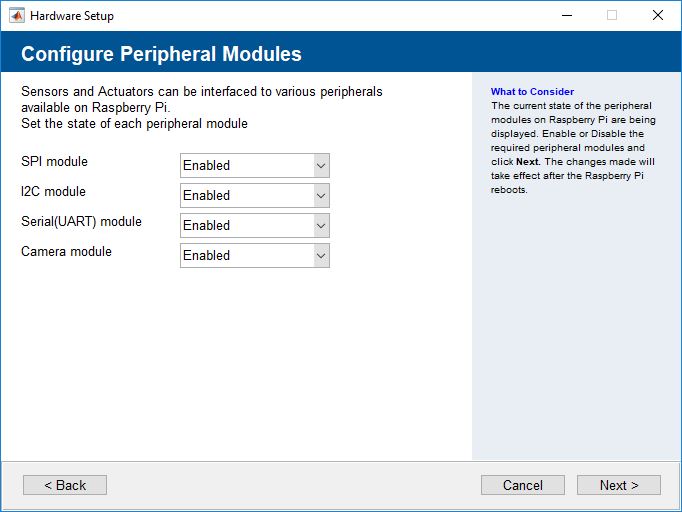 Hardware Setup
Configure Peripheral Modules
Sensors and Actuators can be interfaced to various peripherals
available on Raspberry Pi.
Set the state of each peripheral module
SPI module
Enabled
I2C module
Enabled
Serial(UART) module
Enabled
Camera module
Enabled
What to Consider
The current state of the peripheral
modules on Raspberry Pi are being
displayed. Enable or Disable the
required peripheral modules and
click Next. The changes made will
take effect after the Raspberry Pi
reboots.
< Back
Cancel
Next >